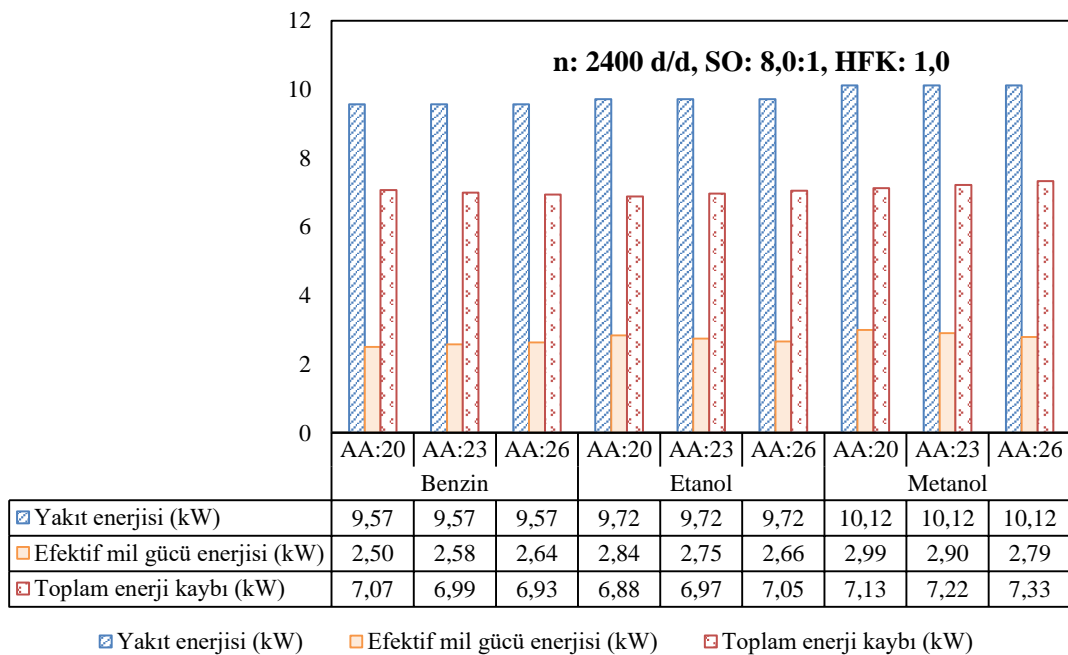 12
n: 2400 d/d, SO: 8,0:1, HFK: 1,0
10
8
6
4
2
0
AA:20 AA:23 AA:26 AA:20 AA:23 AA:26 AA:20 AA:23 AA:26
Benzin Etanol Metanol
Yakıt enerjisi (kW) 9,57 9,57 9,57 9,72 9,72 9,72 10,12 10,12 10,12
Efektif mil gücü enerjisi (kW) 2,50 2,58 2,64 2,84 2,75 2,66 2,99 2,90 2,79
Toplam enerji kaybı (kW) 7,07 6,99 6,93 6,88 6,97 7,05 7,13 7,22 7,33
Yakıt enerjisi (kW) Efektif mil gücü enerjisi (kW) Toplam enerji kaybı (kW)